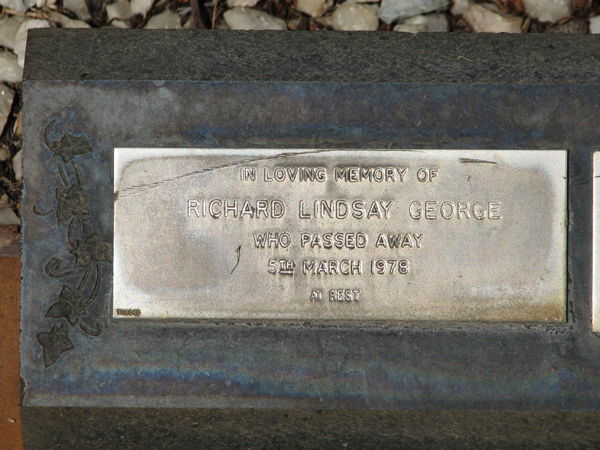 IN LOVING MEMORY OF
RICHARD LINDSAY GEORGE
WHO PASSED AWAY
5TH MARCH 1978
AT REST